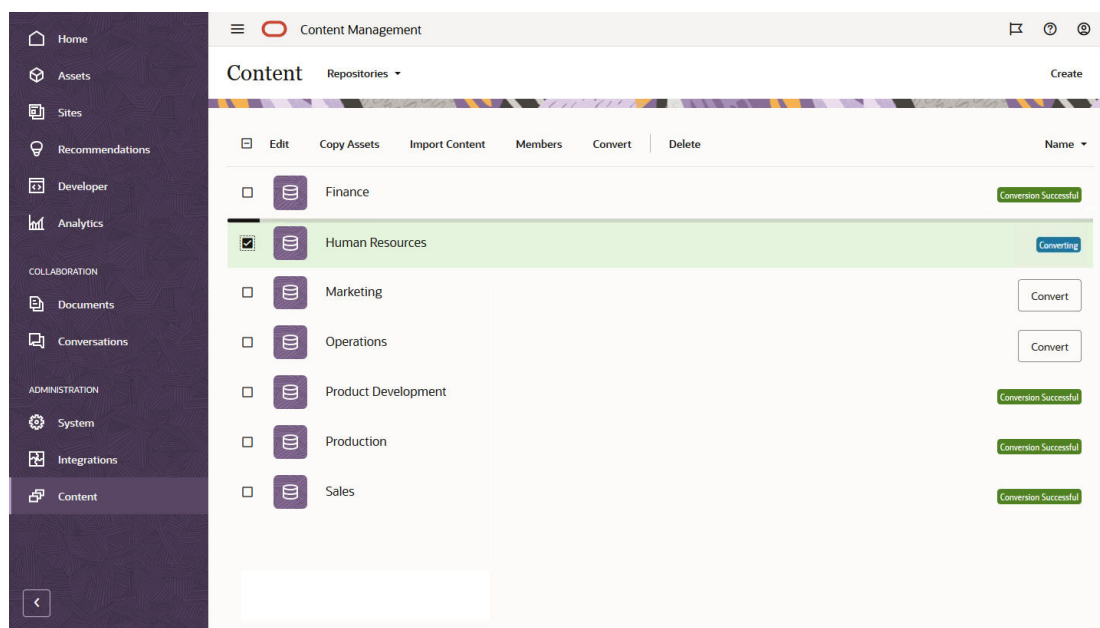 Home
Assets
Sites
Recommendations
Developer
Analytics
COLLABORATION
Documents
Conversations
ADMINISTRATION
System
Integrations
Content
Content Management
Content Repositories Create
Edit Copy Assets Import Content Members Convert Delete Name
Finance Conversion Successful
Human Resources Converting
Marketing Convert
Operations Convert
Product Development Conversion Successful
Production Conversion Successful
Sales Conversion Successful